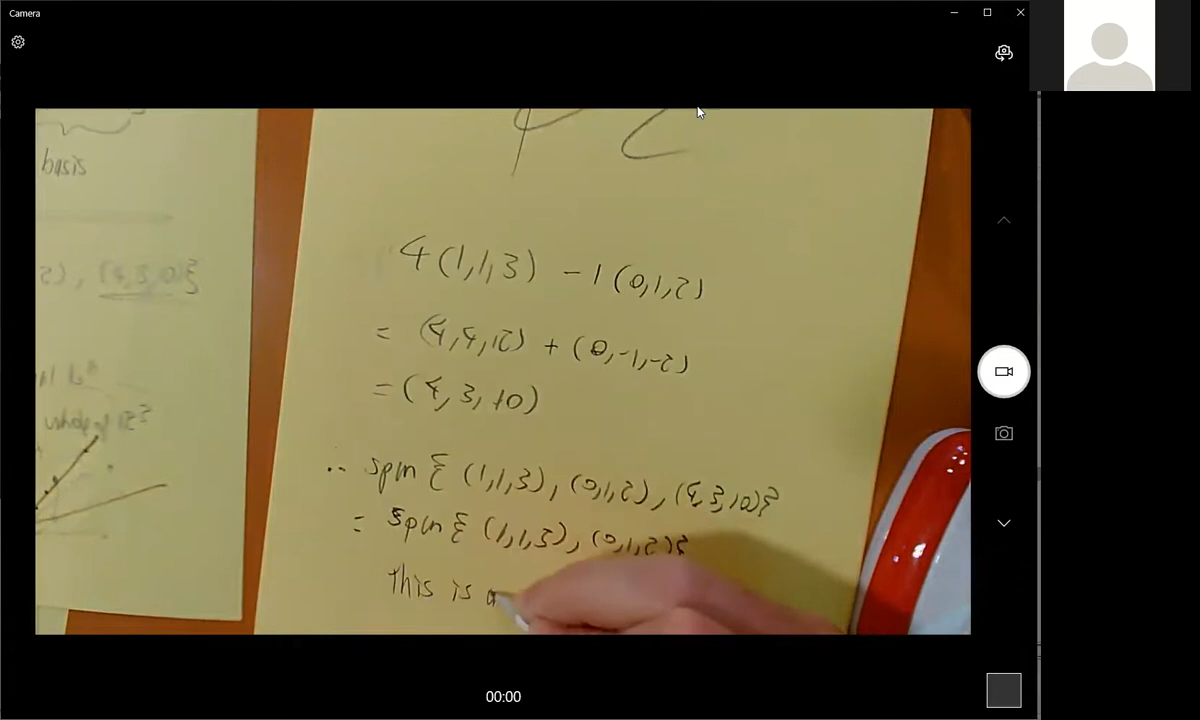 Camera
basis
4(1,1,3) -1(0,1,2)
= (4,4,12) + (0,-1,-2)
= (4,3,10)
∴ span { (1,1,3), (0,1,2), (4,3,10)}
= span { (1,1,3), (0,1,2)}
This is a
00:00